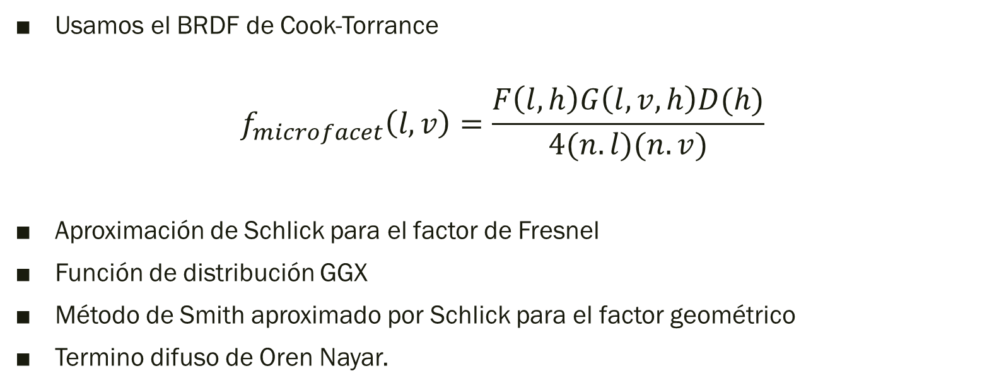 ▪ Usamos el BRDF de Cook-Torrance
f_{microfacet}(l, v) = \frac{F(l, h)G(l, v, h)D(h)}{4(n.l)(n.v)}
▪ Aproximación de Schlick para el factor de Fresnel
▪ Función de distribución GGX
▪ Método de Smith aproximado por Schlick para el factor geométrico
▪ Termino difuso de Oren Nayar.